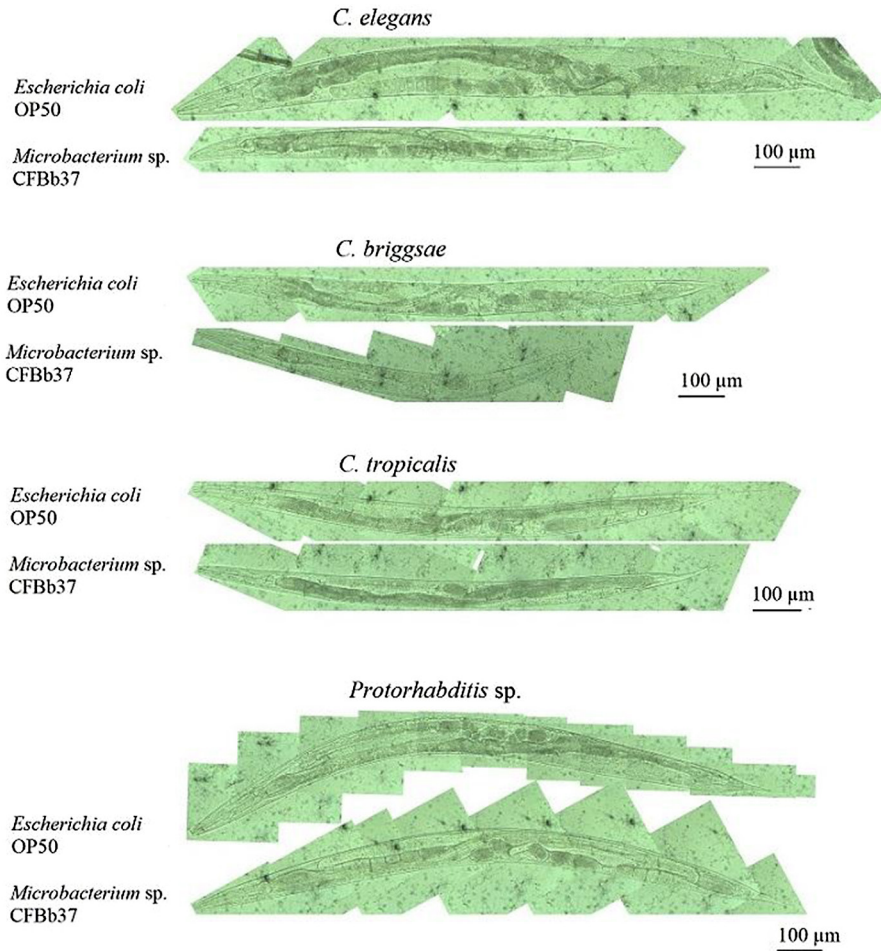 C. elegans
Escherichia coli
OP50
Microbacterium sp.
CFBb37
100 µm
C. briggsae
Escherichia coli
OP50
Microbacterium sp.
CFBb37
100 µm
C. tropicalis
Escherichia coli
OP50
Microbacterium sp.
CFBb37
100 µm
Protorhabditis sp.
Escherichia coli
OP50
Microbacterium sp.
CFBb37
100 µm